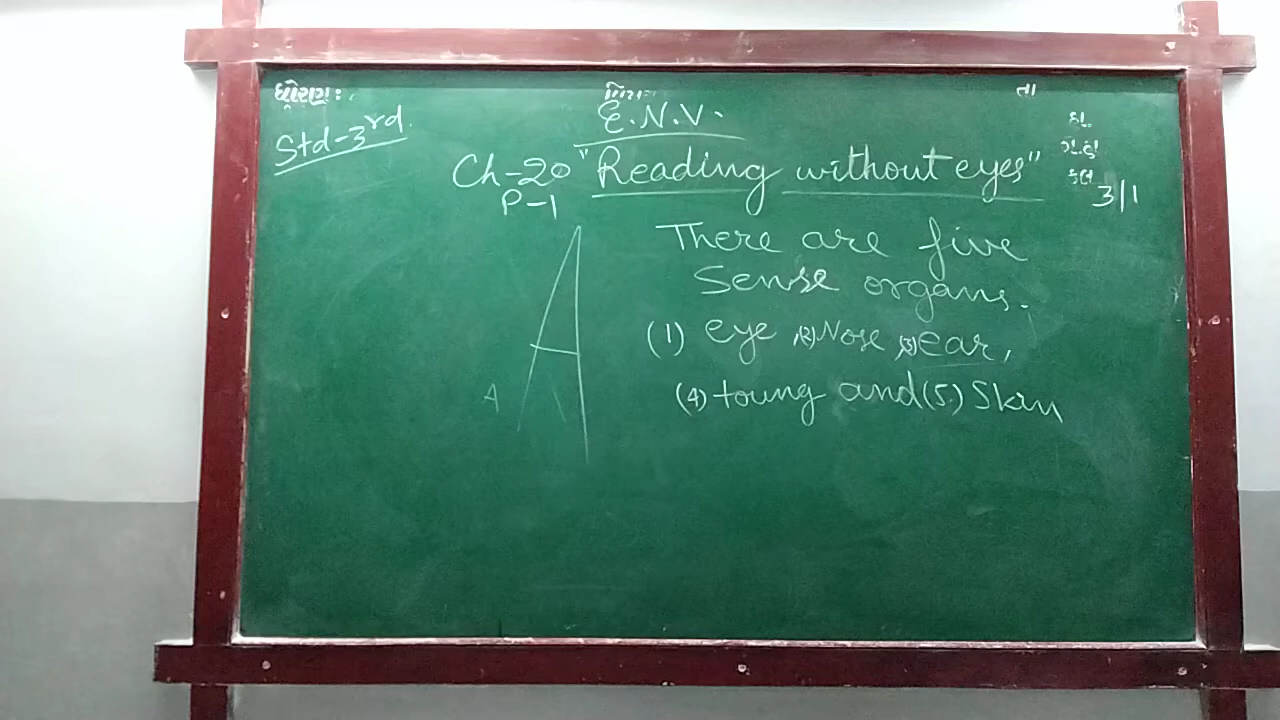 ધોરણ :
વિષય
તા
E.N.V.
Std-3rd.
Ch-20 "Reading without eyes"
P-1
3/1
There are five
Sense organs.
(1) eye, (2) Nose, (3) ear,
A
A
(4) toung and (5) Skin